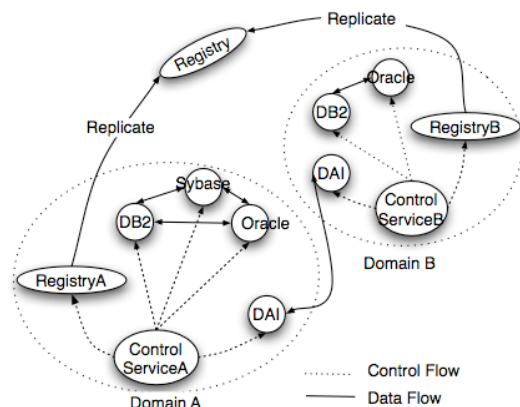 Replicate
Registry
Oracle
DB2
Replicate
RegistryB
DAI
Sybase
Control
ServiceB
DB2
Oracle
Domain B
RegistryA
DAI
Control
ServiceA
Control Flow
Data Flow
Domain A